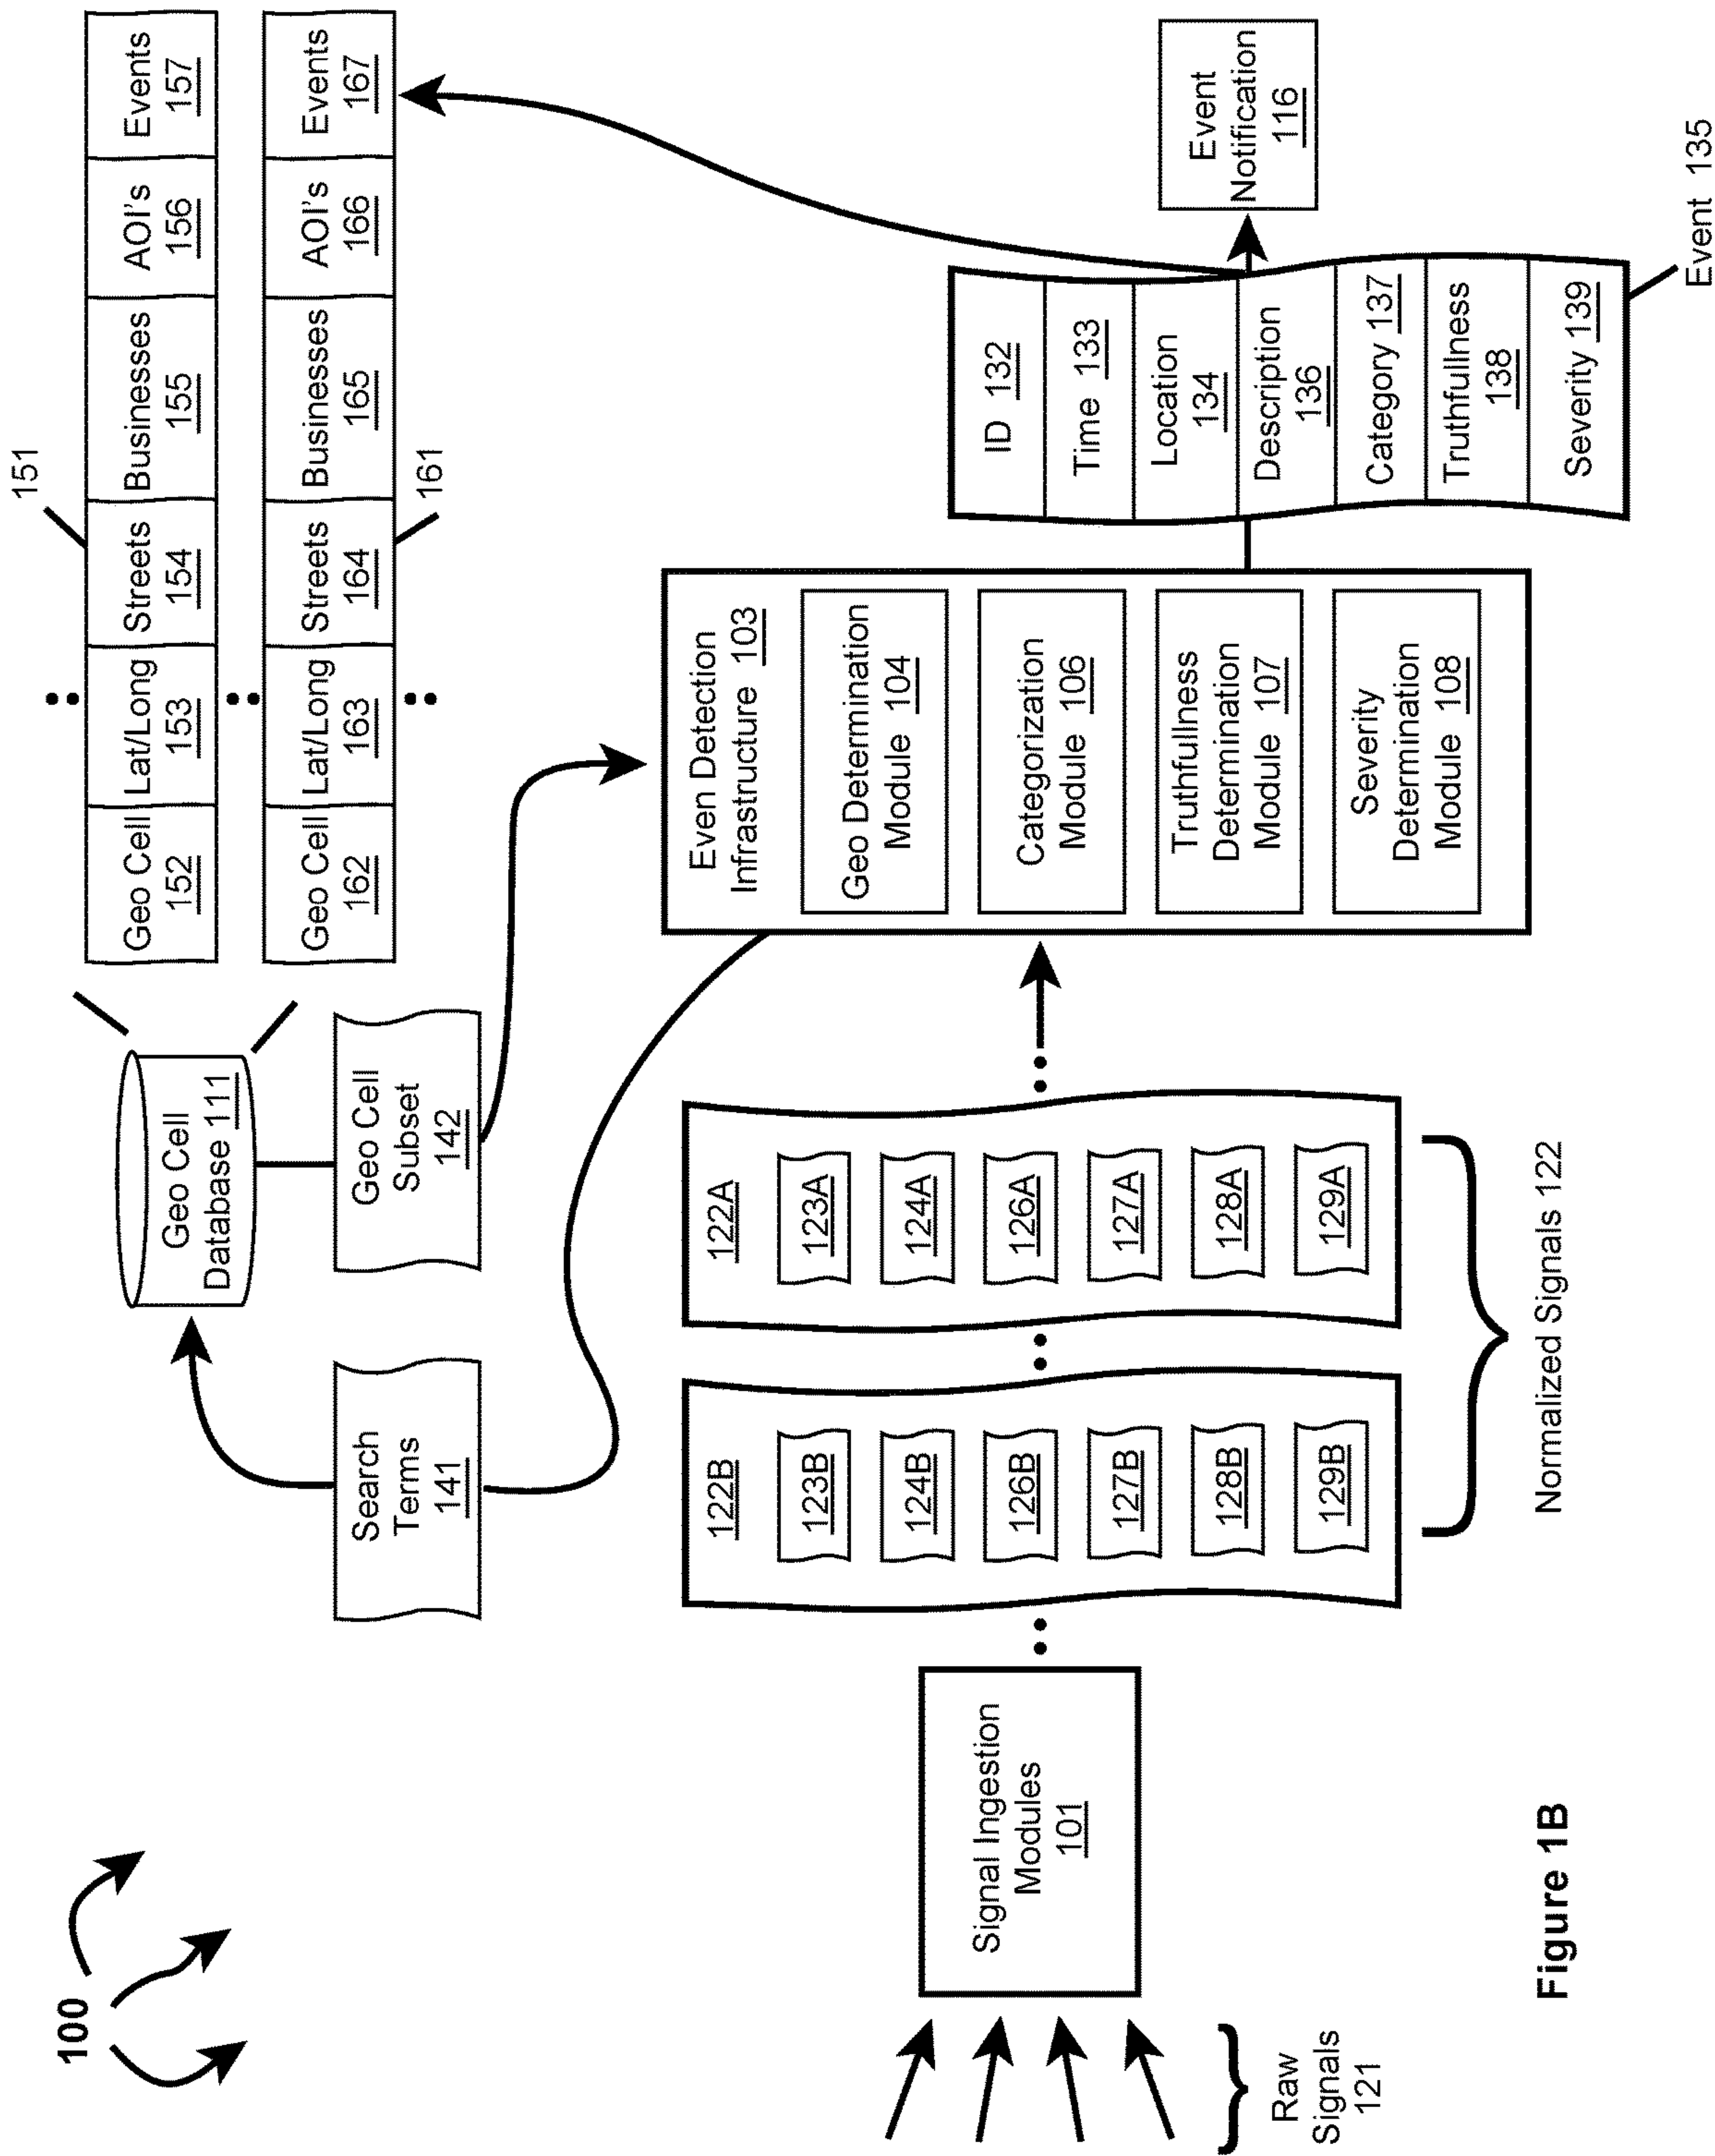 100
151
Geo Cell
152
Lat/Long
153
Streets
154
Businesses
155
AOI's
156
Events
157
Geo Cell
162
Lat/Long
163
Streets
164
Businesses
165
AOI's
166
Events
167
161
Geo Cell
Database 111
Search
Terms
141
Geo Cell
Subset
142
Raw
Signals
121
Signal Ingestion
Modules
101
122B
123B
124B
126B
127B
128B
129B
122A
123A
124A
126A
127A
128A
129A
Normalized Signals 122
Even Detection
Infrastructure 103
Geo Determination
Module 104
Categorization
Module 106
Truthfullness
Determination
Module 107
Severity
Determination
Module 108
ID 132
Time 133
Location
134
Description
136
Category 137
Truthfullness
138
Severity 139
Event 135
Event
Notification
116
Figure 1B